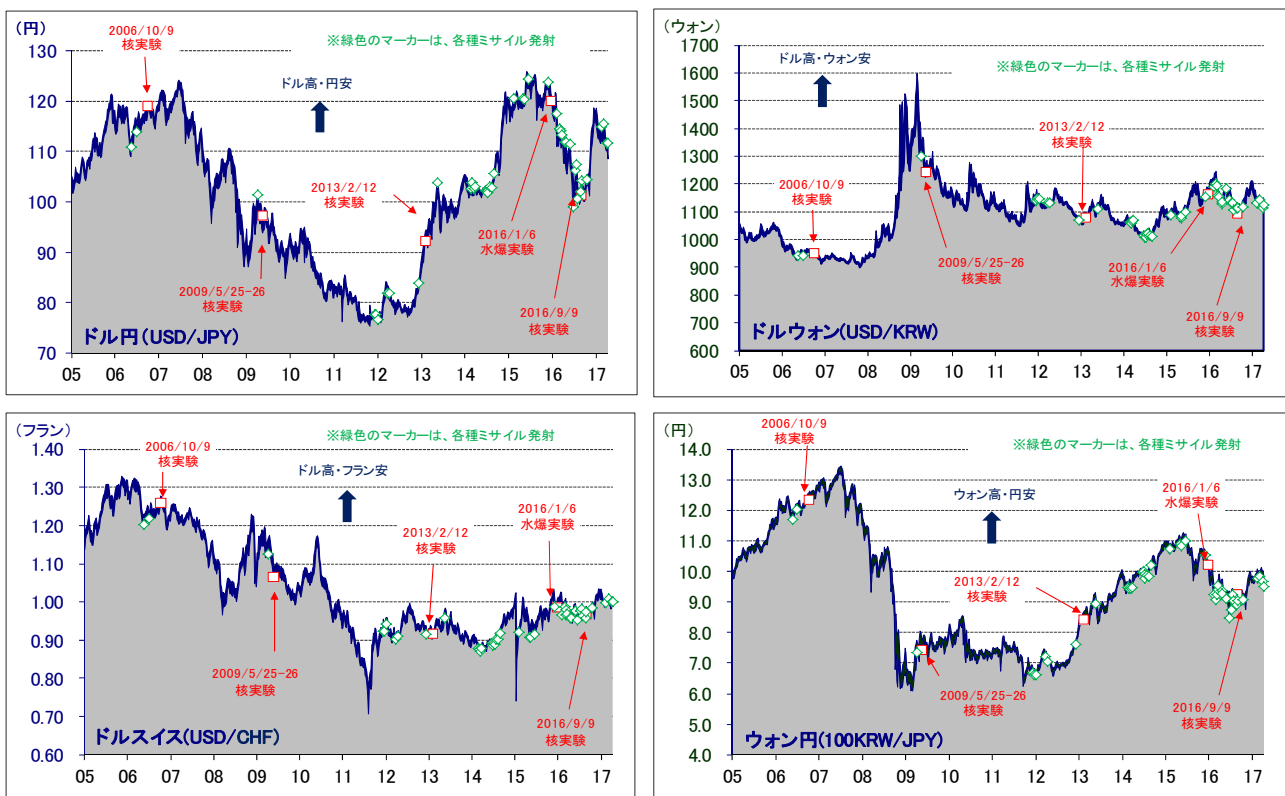 (円)
130
120
110
100
90
80
70
2006/10/9
核実験
※緑色のマーカーは、各種ミサイル発射
ドル高・円安
2013/2/12
核実験
2016/1/6
水爆実験
2009/5/25-26
核実験
2016/9/9
核実験
ドル円(USD/JPY)
05 06 07 08 09 10 11 12 13 14 15 16 17
(ウォン)
1700
1600
1500
1400
1300
1200
1100
1000
900
800
700
600
※緑色のマーカーは、各種ミサイル発射
ドル高・ウォン安
2013/2/12
核実験
2006/10/9
核実験
2009/5/25-26
核実験
2016/1/6
水爆実験
2016/9/9
核実験
ドルウォン(USD/KRW)
05 06 07 08 09 10 11 12 13 14 15 16 17
(フラン)
1.40
1.30
1.20
1.10
1.00
0.90
0.80
0.70
0.60
2006/10/9
核実験
※緑色のマーカーは、各種ミサイル発射
ドル高・フラン安
2016/1/6
水爆実験
2013/2/12
核実験
2009/5/25-26
核実験
2016/9/9
核実験
ドルスイス(USD/CHF)
05 06 07 08 09 10 11 12 13 14 15 16 17
(円)
14.0
13.0
12.0
11.0
10.0
9.0
8.0
7.0
6.0
5.0
4.0
2006/10/9
核実験
※緑色のマーカーは、各種ミサイル発射
ウォン高・円安
2016/1/6
水爆実験
2013/2/12
核実験
2009/5/25-26
核実験
2016/9/9
核実験
ウォン円(100KRW/JPY)
05 06 07 08 09 10 11 12 13 14 15 16 17